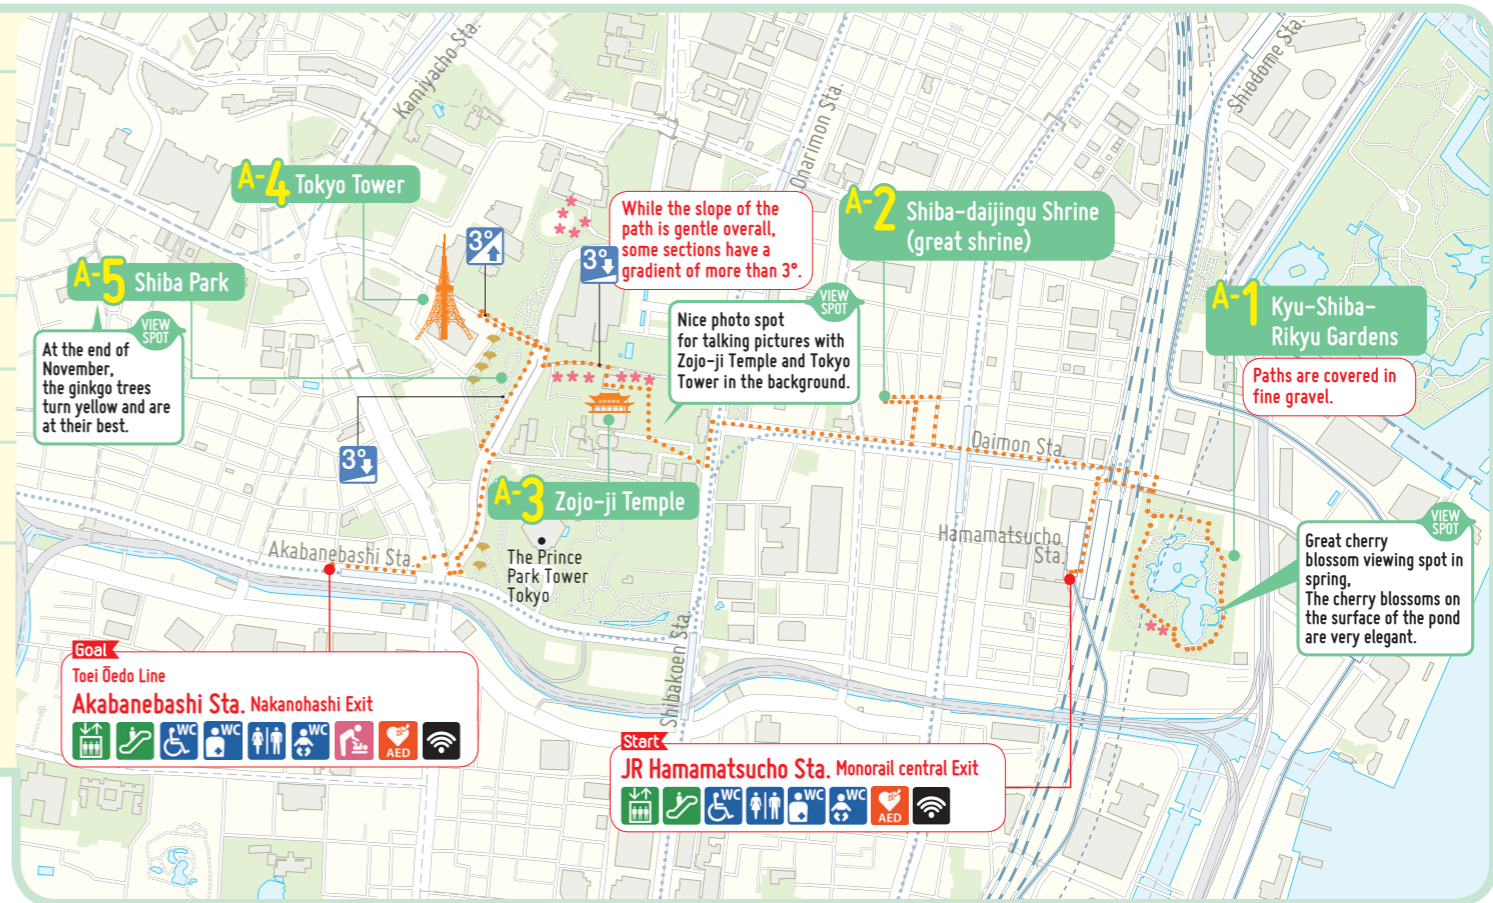 Kamiyacho Sta.
Onarimon Sta.
Shiodome Sta.
A-4 Tokyo Tower
3°
3°
While the slope of the
path is gentle overall,
some sections have a
gradient of more than 3°.
A-2 Shiba-daijingu Shrine
(great shrine)
A-5 Shiba Park
VIEW
SPOT
At the end of
November,
the ginkgo trees
turn yellow and are
at their best.
VIEW
SPOT
Nice photo spot
for talking pictures with
Zojo-ji Temple and Tokyo
Tower in the background.
A-1 Kyu-Shiba-
Rikyu Gardens
Paths are covered in
fine gravel.
3°
Daimon Sta.
A-3 Zojo-ji Temple
The Prince
Park Tower
Tokyo
Akabanebashi Sta.
Hamamatsucho
Sta.
VIEW
SPOT
Great cherry
blossom viewing spot in
spring,
The cherry blossoms on
the surface of the pond
are very elegant.
Shibakoen Sta.
Goal
Toei Ōedo Line
Akabanebashi Sta. Nakanohashi Exit
WC
WC
WC
AED
Start
JR Hamamatsucho Sta. Monorail central Exit
WC
WC
WC
AED